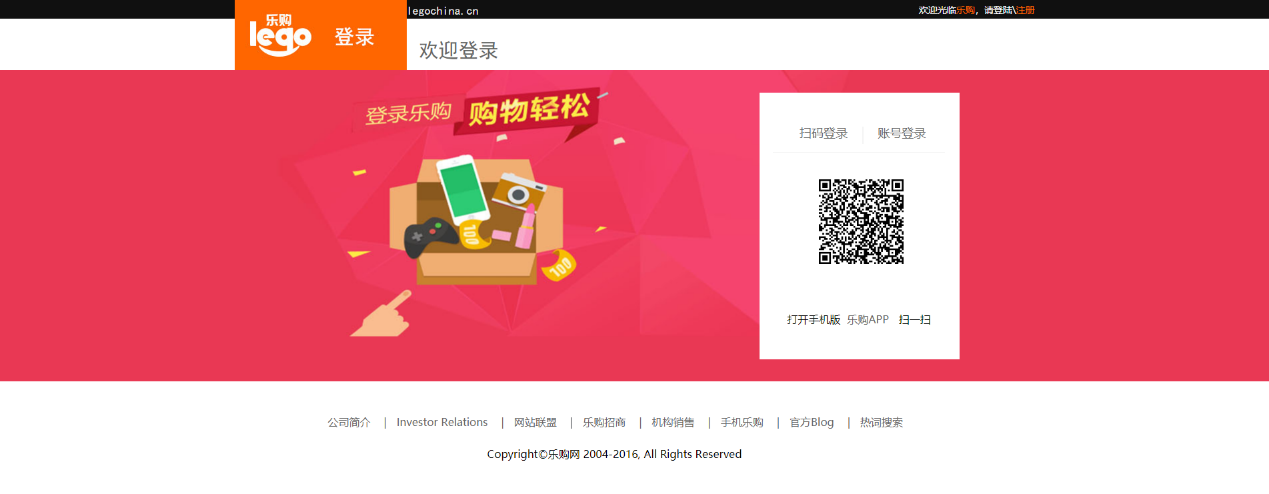 legochina.cn
欢迎光临乐购，请登陆\注册
乐购
lego
登录
欢迎登录
登录乐购 购物轻松
扫码登录 账号登录
100
100
打开手机版 乐购APP 扫一扫
公司简介 | Investor Relations | 网站联盟 | 乐购招商 | 机构销售 | 手机乐购 | 官方Blog | 热词搜索
Copyright©乐购网 2004-2016, All Rights Reserved